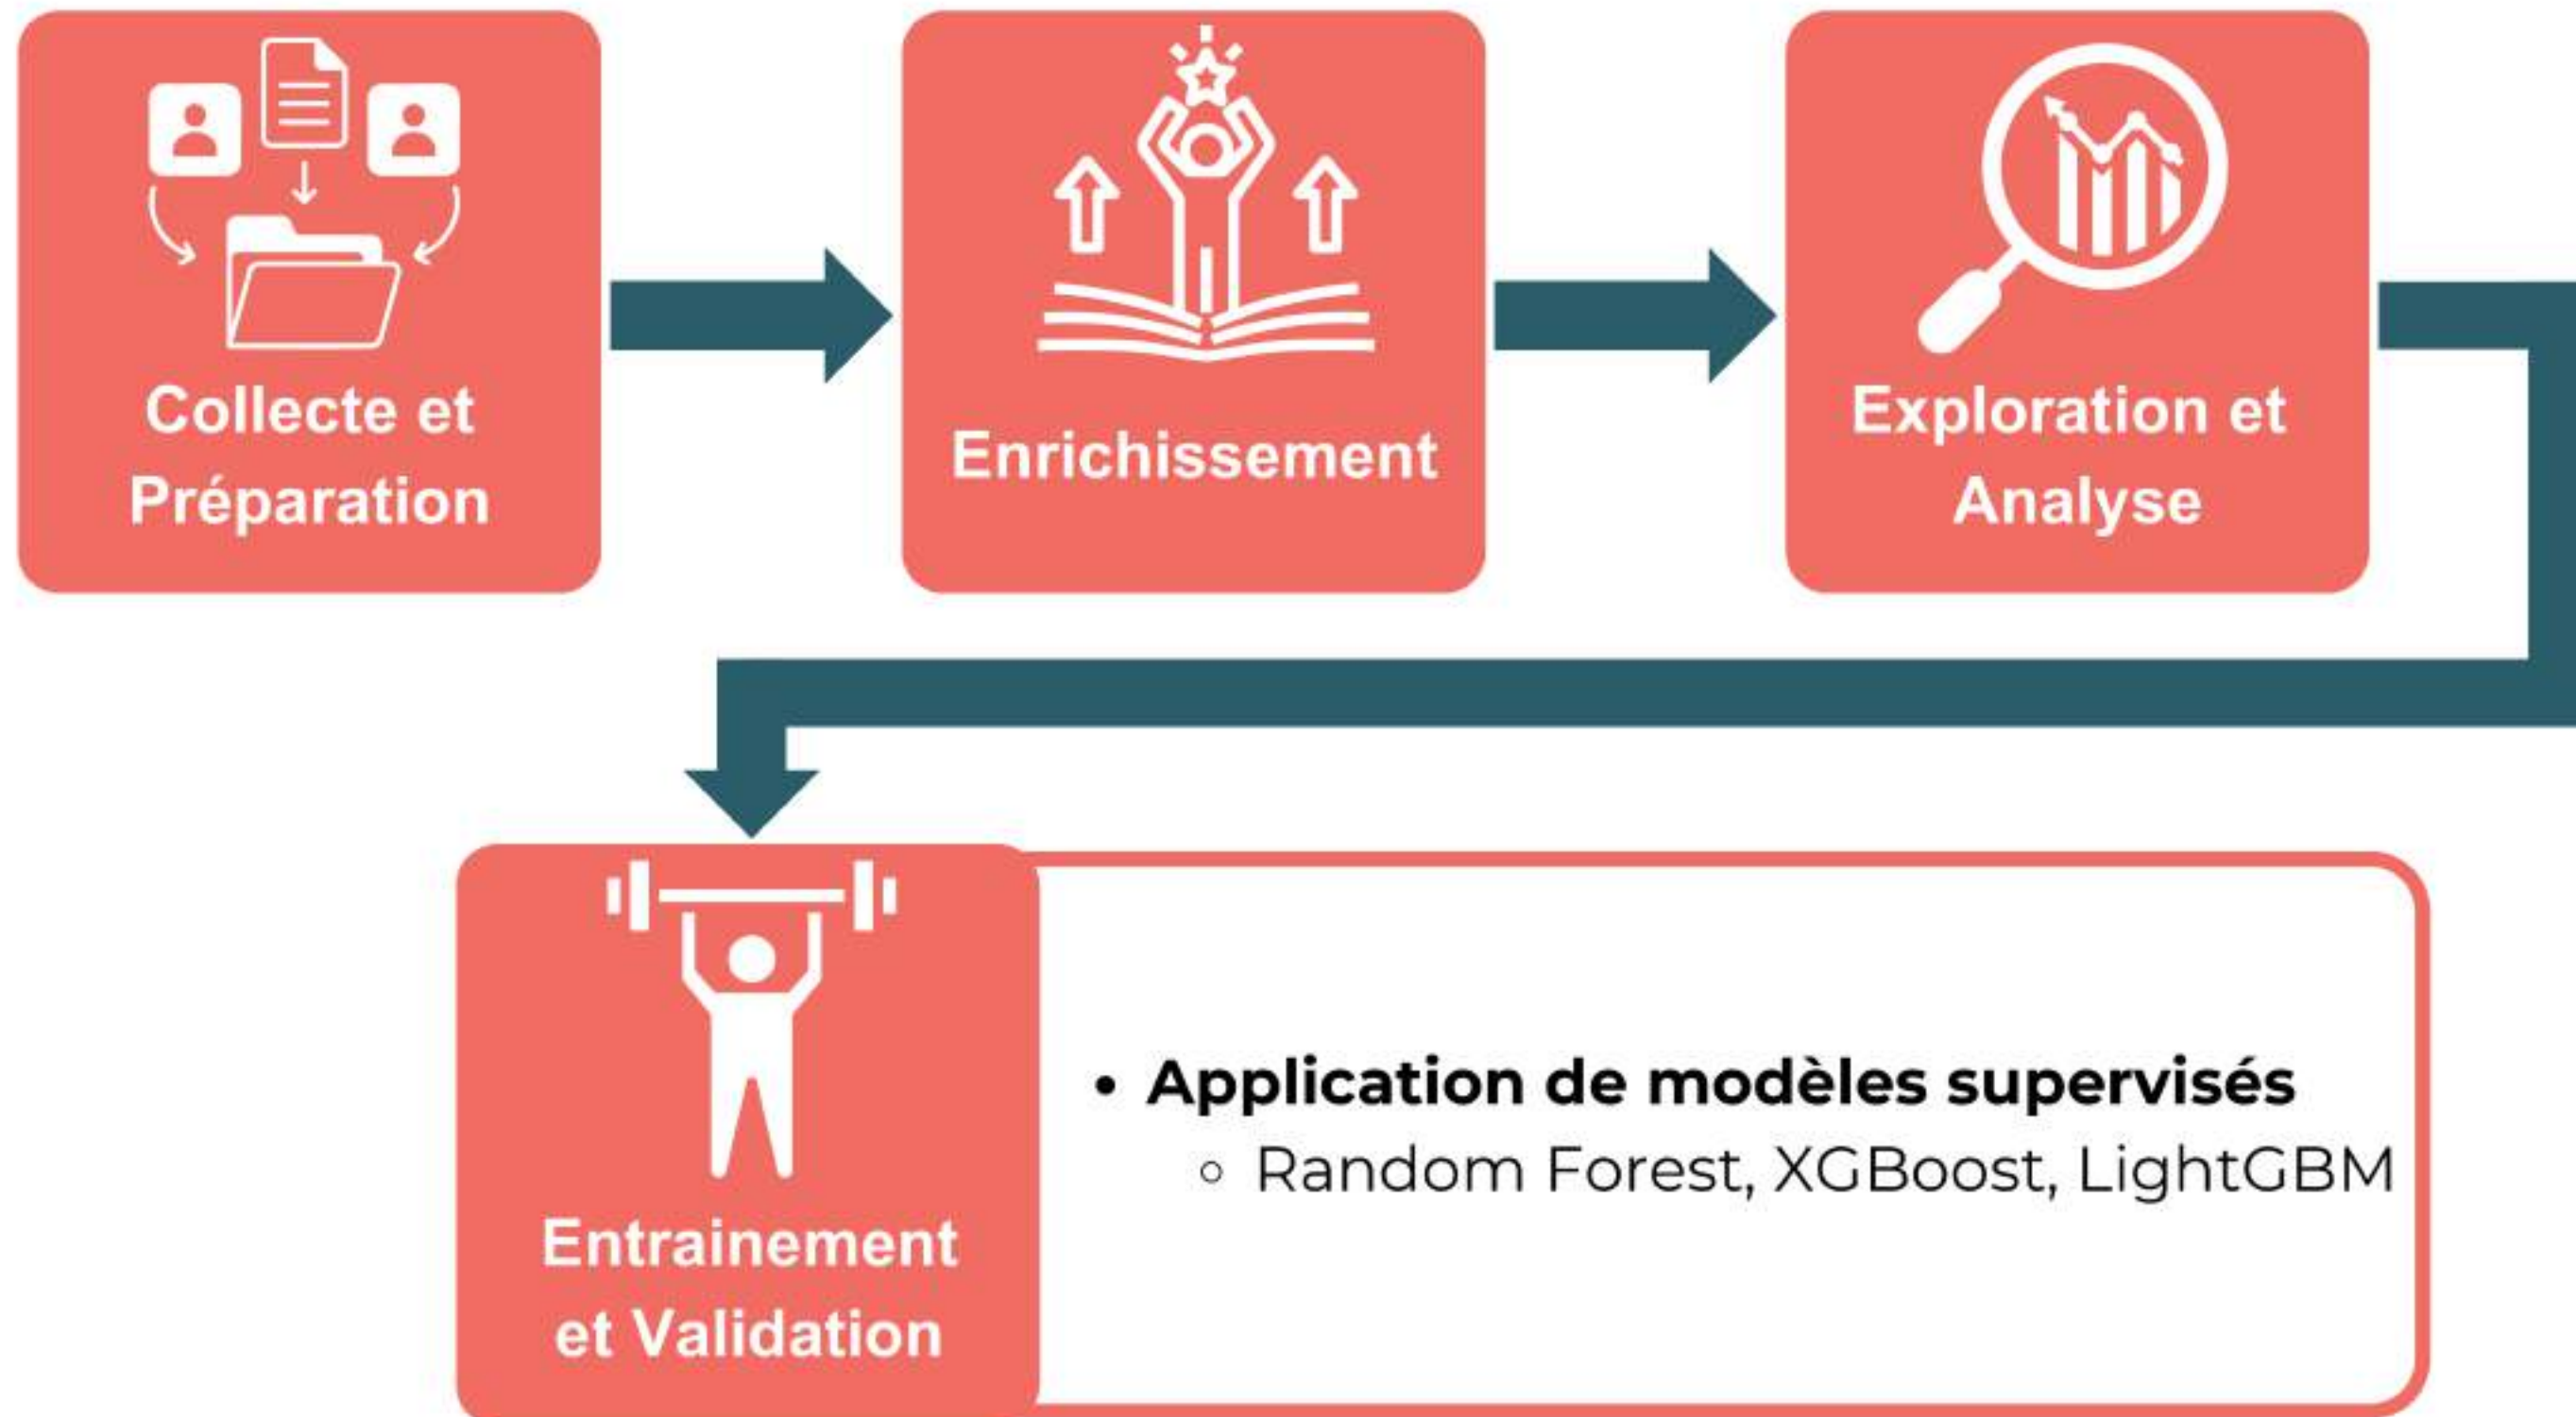 Collecte et
Préparation
Enrichissement
Exploration et
Analyse
Entrainement
et Validation
• Application de modèles supervisés
◦ Random Forest, XGBoost, LightGBM